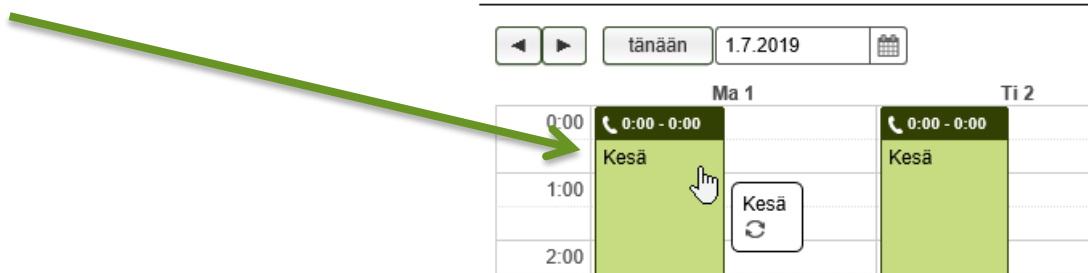 tänään 1.7.2019
Ma 1 Ti 2
0:00 0:00 - 0:00 0:00 - 0:00
Kesä Kesä
1:00
Kesä
2:00